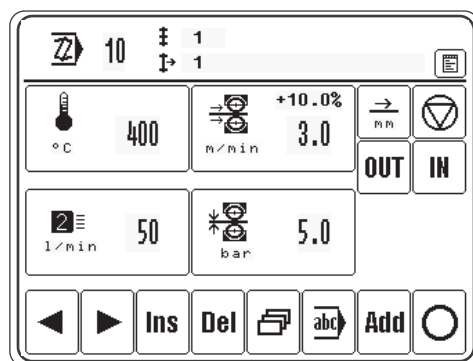 10
1
1
+10.0%
°C
400
m/min
3.0
mm
OUT
IN
2
l/min
50
bar
5.0
Ins
Del
abc
Add